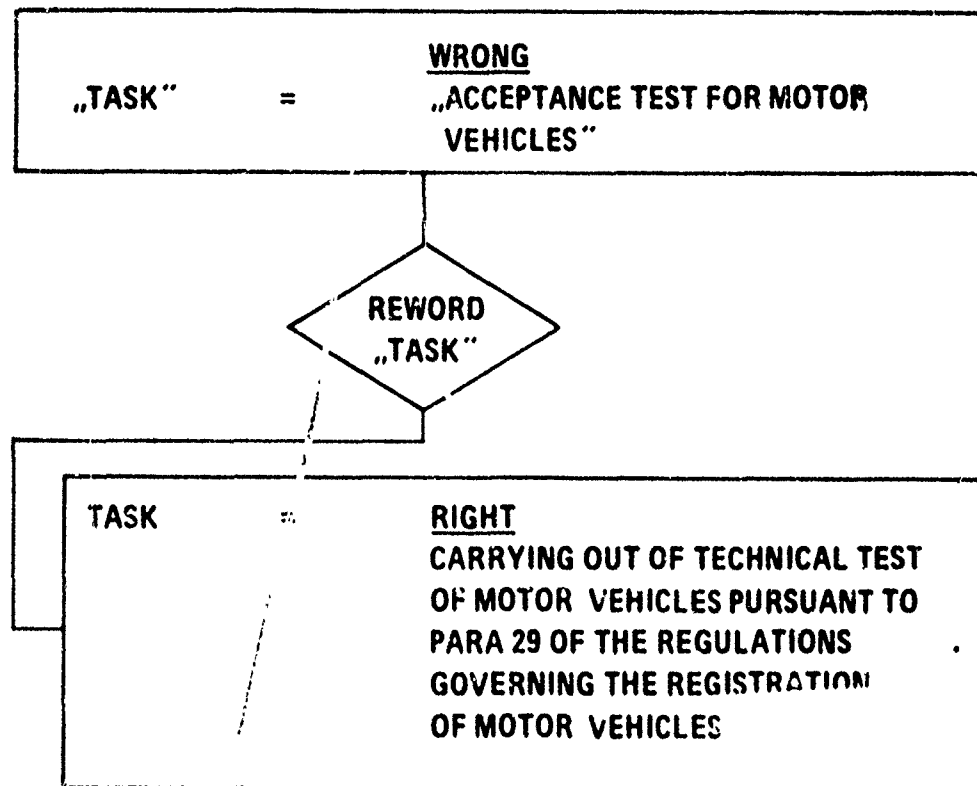 WRONG
„TASK" = „ACCEPTANCE TEST FOR MOTOR
VEHICLES"
REWORD
„TASK"
TASK = RIGHT
CARRYING OUT OF TECHNICAL TEST
OF MOTOR VEHICLES PURSUANT TO
PARA 29 OF THE REGULATIONS
GOVERNING THE REGISTRATION
OF MOTOR VEHICLES